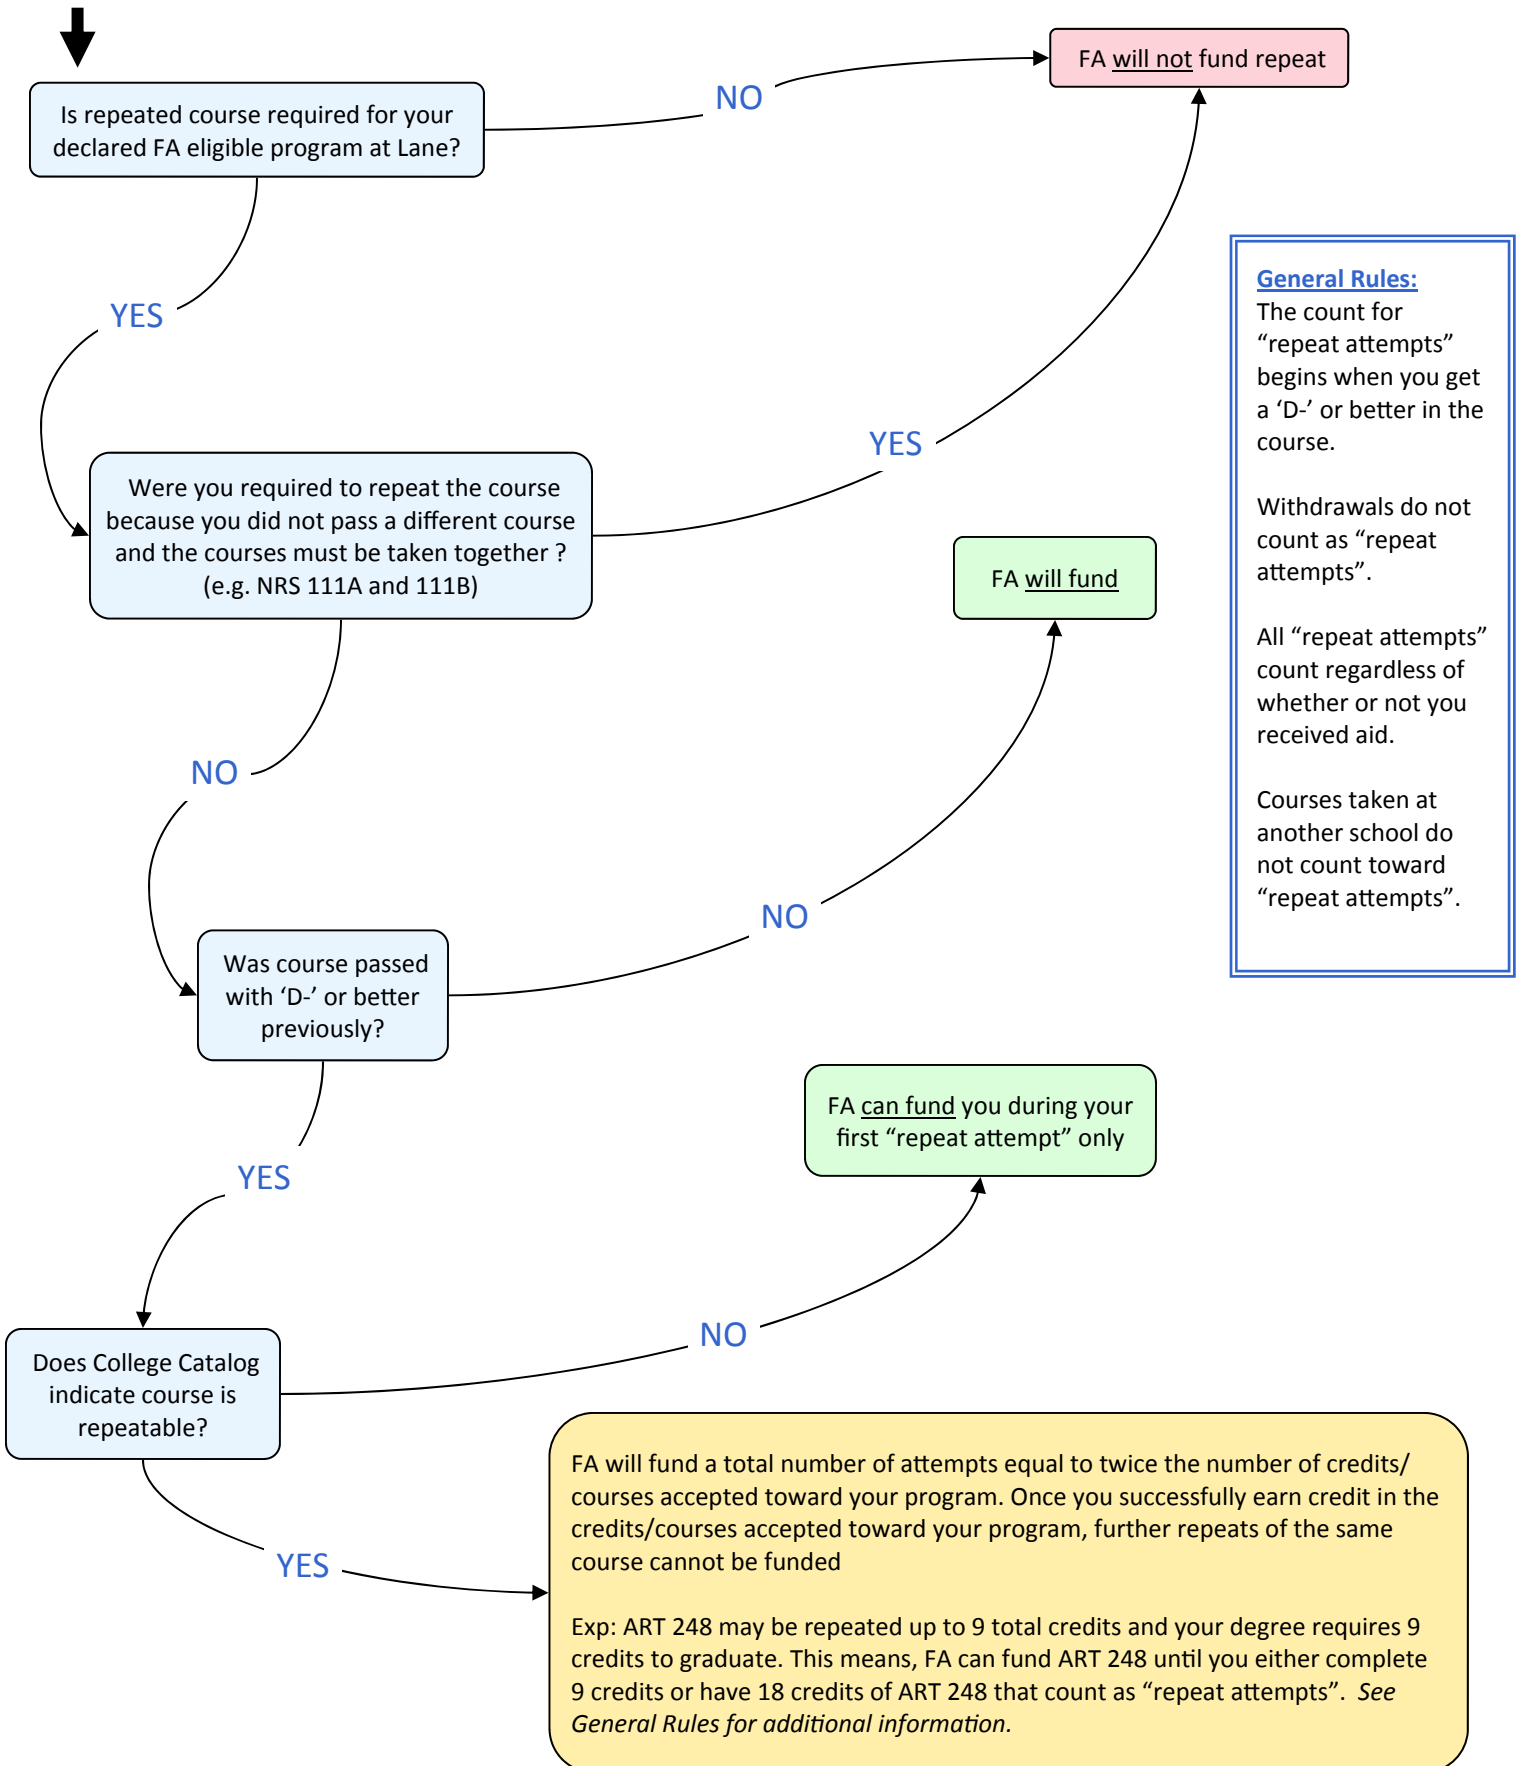 FA will not fund repeat
NO
Is repeated course required for your
declared FA eligible program at Lane?
YES
General Rules:
The count for
“repeat attempts”
begins when you get
a ‘D-’ or better in the
course.
Withdrawals do not
count as “repeat
attempts”.
All “repeat attempts”
count regardless of
whether or not you
received aid.
Courses taken at
another school do
not count toward
“repeat attempts”.
YES
Were you required to repeat the course
because you did not pass a different course
and the courses must be taken together ?
(e.g. NRS 111A and 111B)
FA will fund
NO
NO
Was course passed
with ‘D-’ or better
previously?
YES
FA can fund you during your
first “repeat attempt” only
NO
Does College Catalog
indicate course is
repeatable?
YES
FA will fund a total number of attempts equal to twice the number of credits/
courses accepted toward your program. Once you successfully earn credit in the
credits/courses accepted toward your program, further repeats of the same
course cannot be funded
Exp: ART 248 may be repeated up to 9 total credits and your degree requires 9
credits to graduate. This means, FA can fund ART 248 until you either complete
9 credits or have 18 credits of ART 248 that count as “repeat attempts”. See
General Rules for additional information.